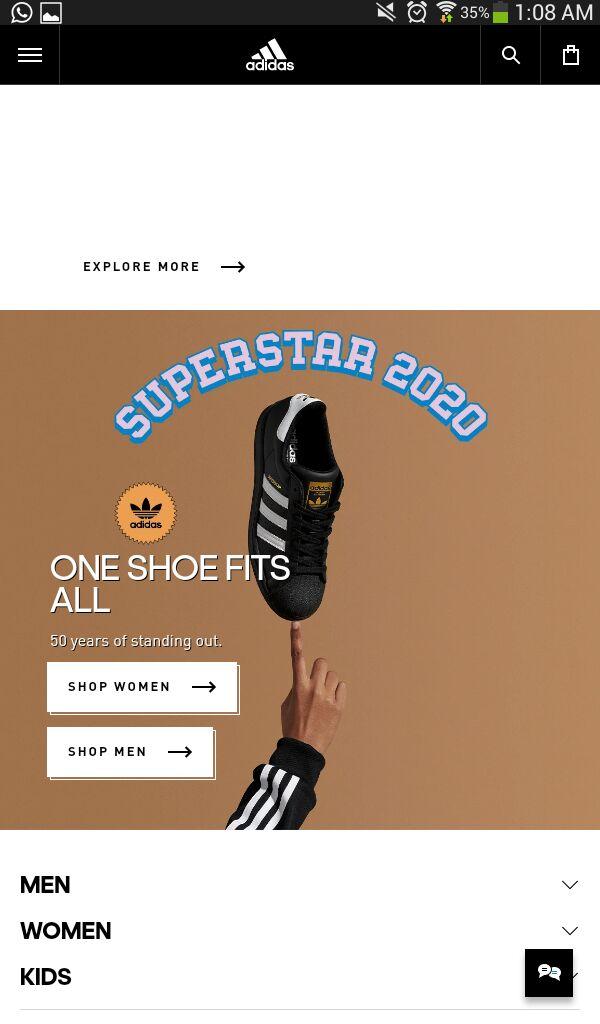 35% 1:08 AM
adidas
EXPLORE MORE
SUPERSTAR 2020
adidas
ONE SHOE FITS
ALL
50 years of standing out.
SHOP WOMEN
SHOP MEN
MEN
WOMEN
KIDS